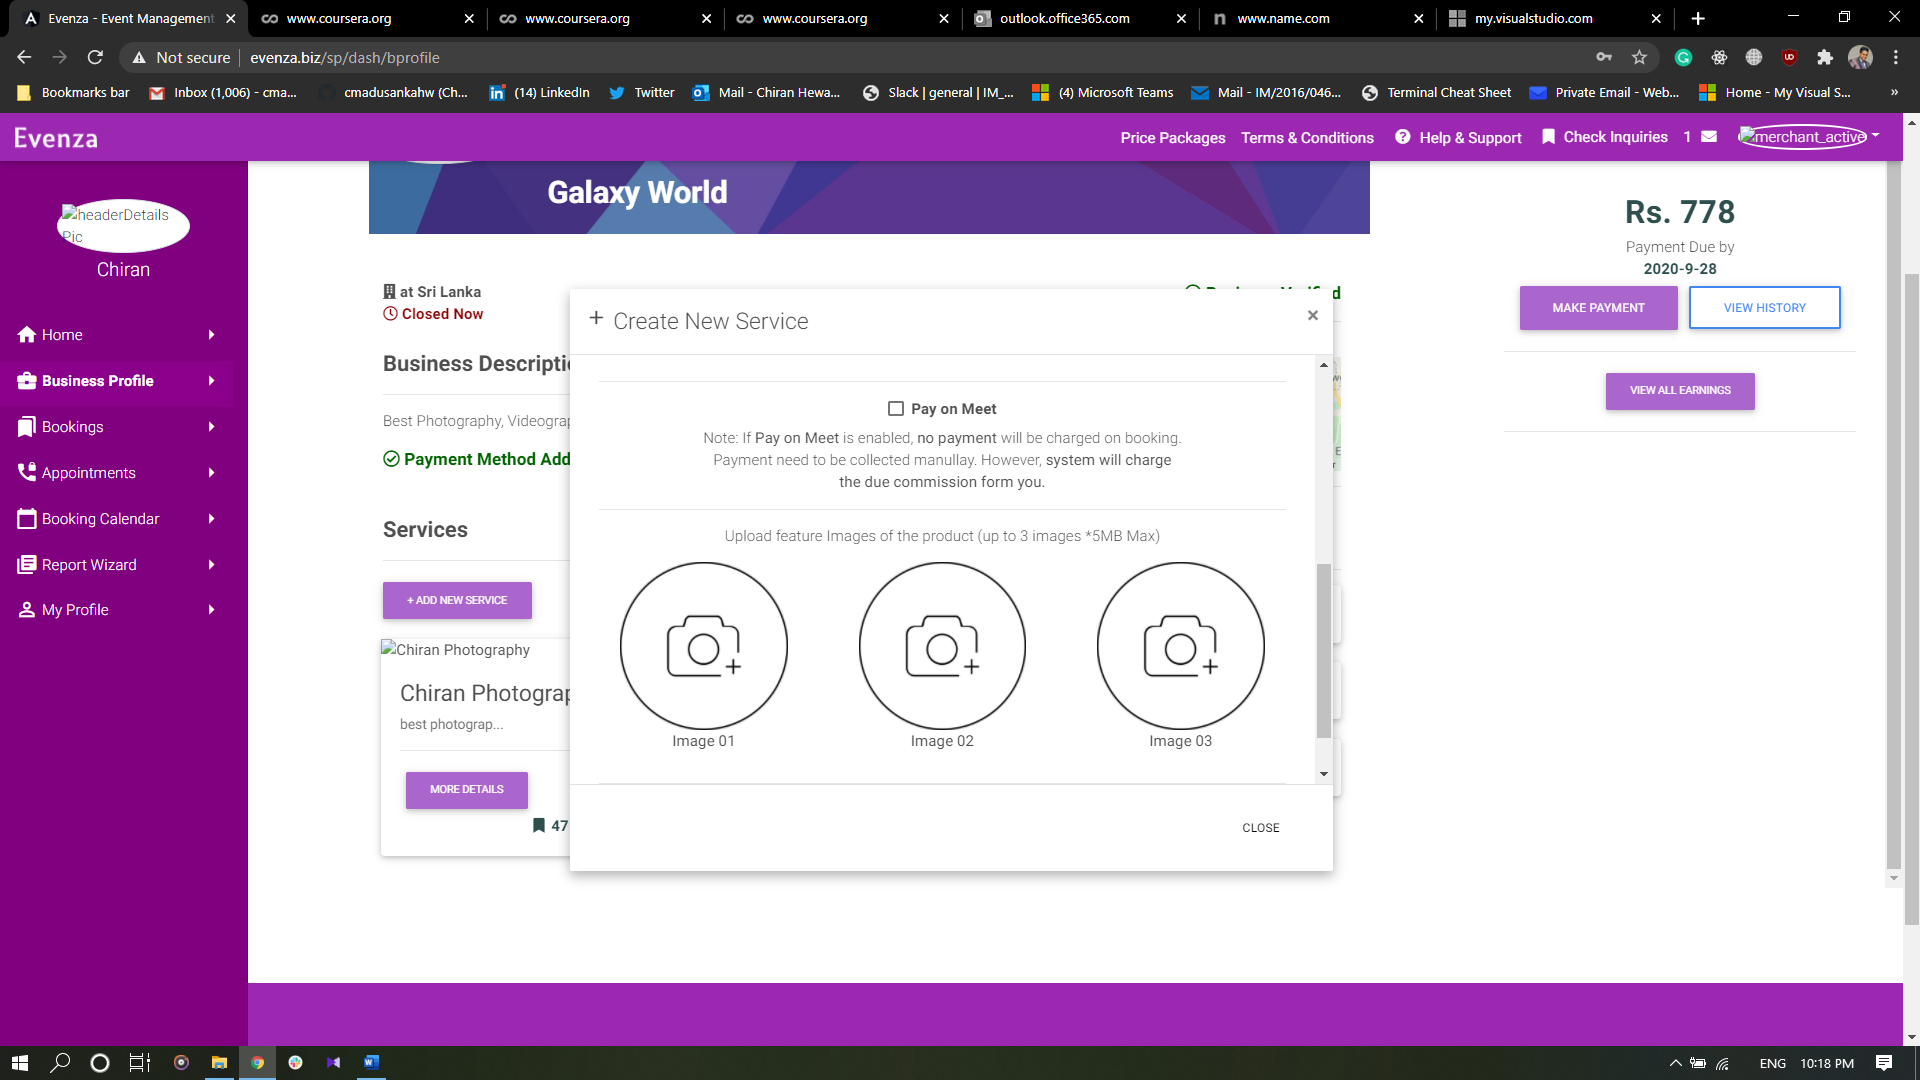 Evenza - Event Management
www.coursera.org
www.coursera.org
www.coursera.org
outlook.office365.com
www.name.com
my.visualstudio.com
Not secure
evenza.biz/sp/dash/bprofile
Bookmarks bar
Inbox (1,006) - cma...
cmadusankahw (Ch...
(14) LinkedIn
Twitter
Mail - Chiran Hewa...
Slack | general | IM_...
(4) Microsoft Teams
Mail - IM/2016/046...
Terminal Cheat Sheet
Private Email - Web...
Home - My Visual S...
»
Evenza
Price Packages
Terms & Conditions
Help & Support
Check Inquiries
1
merchant_active
headerDetails
Pic
Chiran
Home
Business Profile
Bookings
Appointments
Booking Calendar
Report Wizard
My Profile
Galaxy World
at Sri Lanka
Closed Now
Business Descripti
Best Photography, Videograp
Payment Method Add
Services
+ ADD NEW SERVICE
Chiran Photography
Chiran Photograp
best photograp...
MORE DETAILS
47
+ Create New Service
×
Pay on Meet
Note: If Pay on Meet is enabled, no payment will be charged on booking.
Payment need to be collected manullay. However, system will charge
the due commission form you.
Upload feature Images of the product (up to 3 images *5MB Max)
Image 01
Image 02
Image 03
CLOSE
Rs. 778
Payment Due by
2020-9-28
MAKE PAYMENT
VIEW HISTORY
VIEW ALL EARNINGS
ENG
10:18 PM